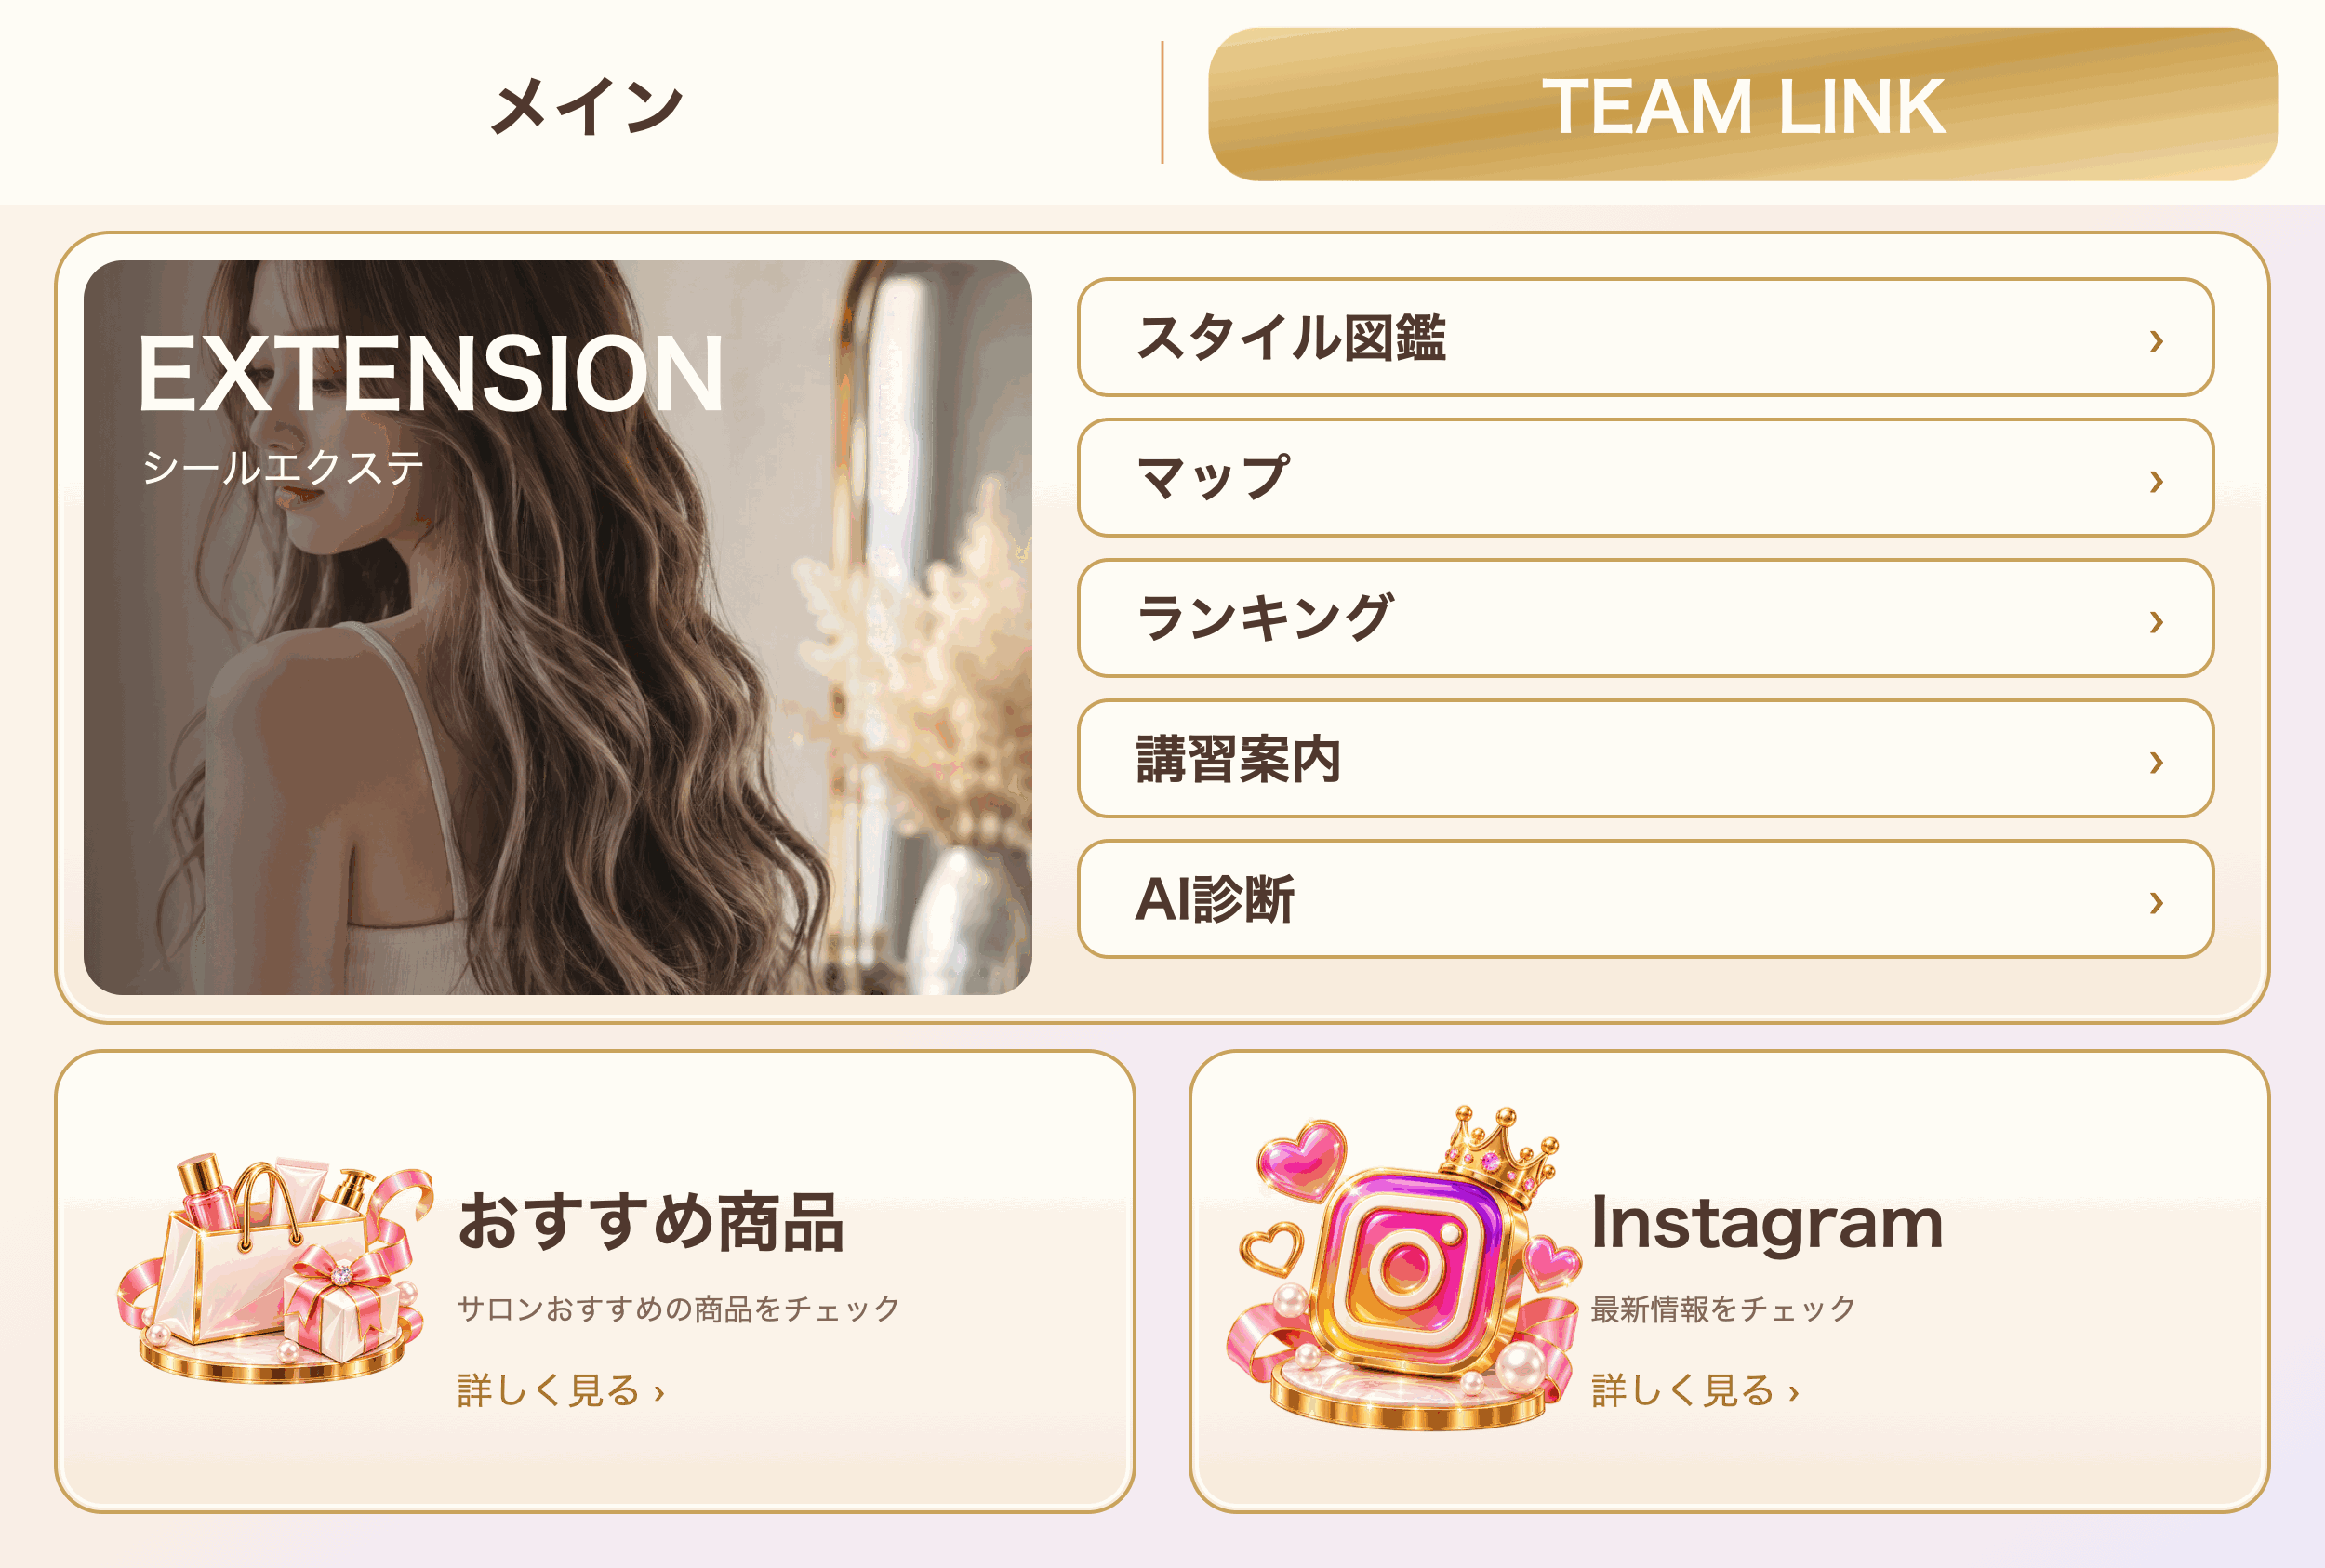 メイン
TEAM LINK
EXTENSION
シールエクステ
スタイル図鑑 ›
マップ ›
ランキング ›
講習案内 ›
AI診断 ›
おすすめ商品
サロンおすすめの商品をチェック
詳しく見る ›
Instagram
最新情報をチェック
詳しく見る ›